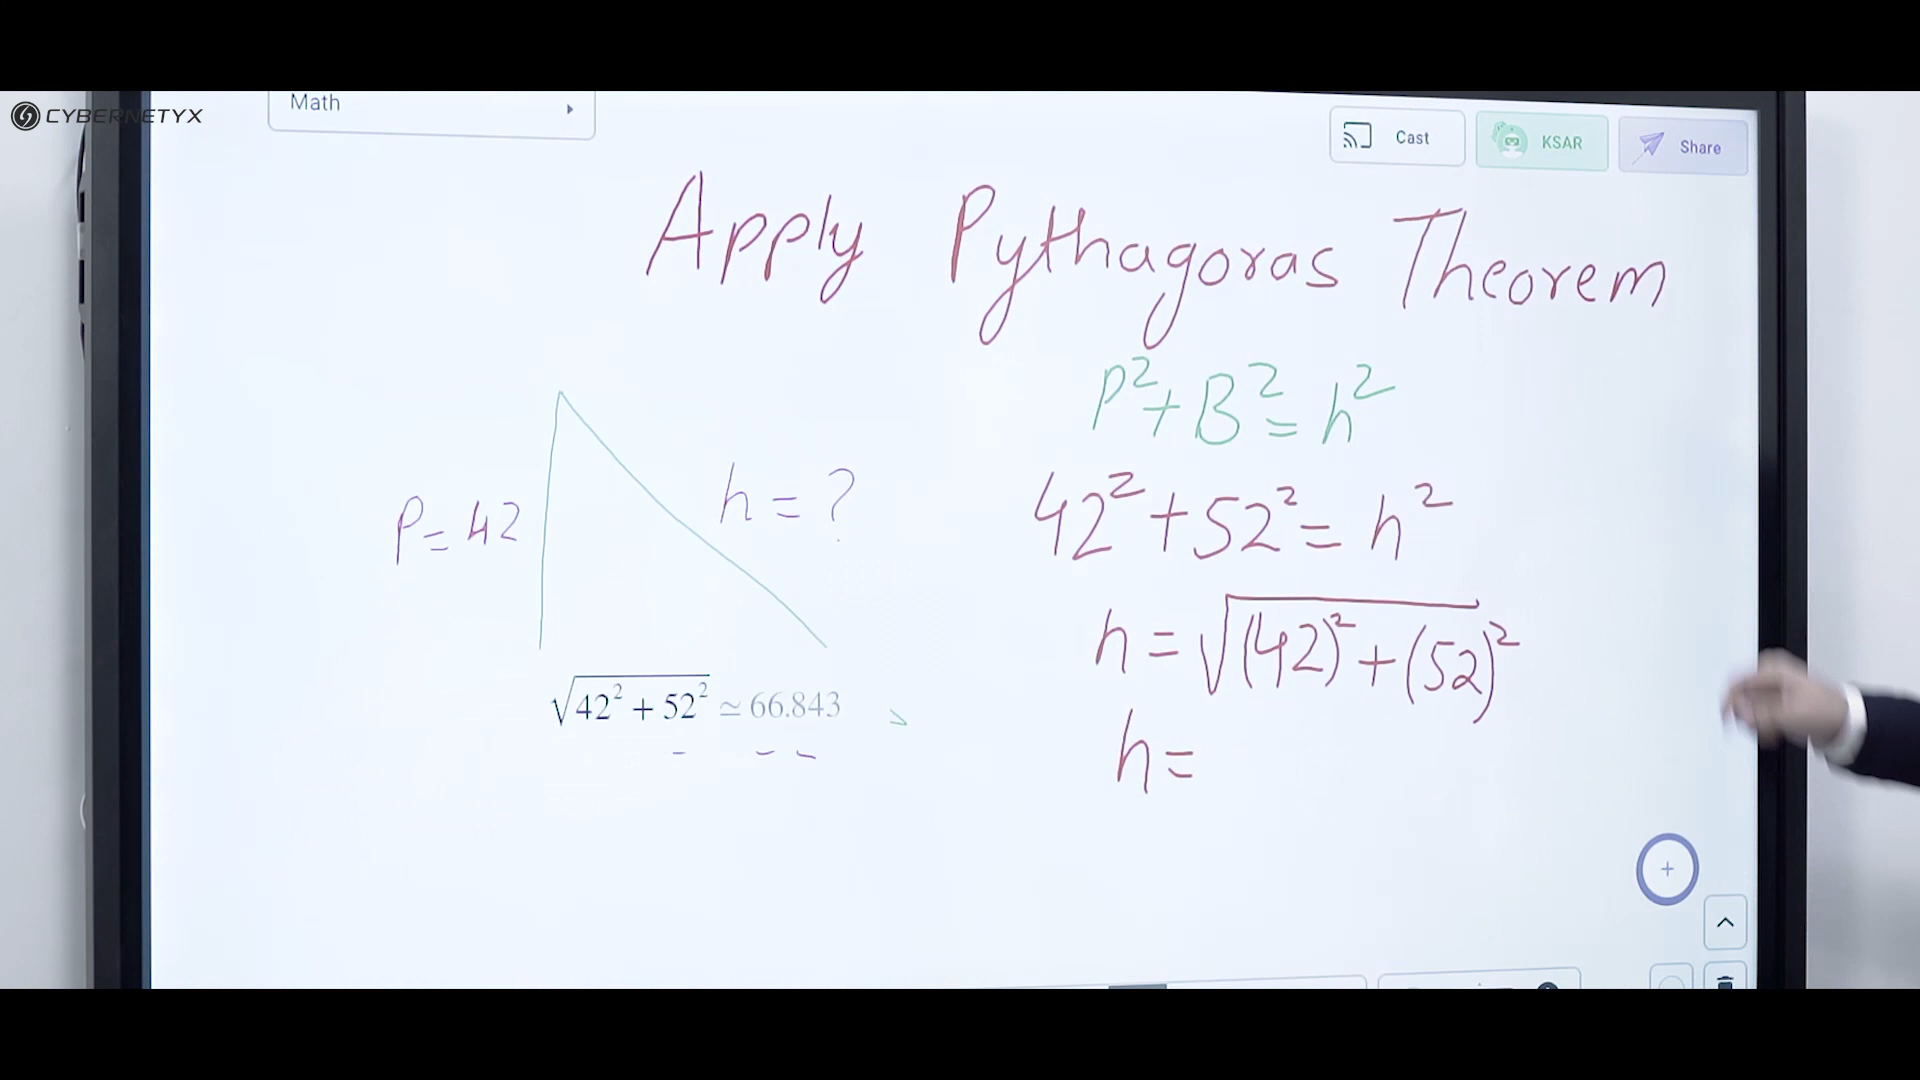 CYBERNETYX
Math
Cast
KSAR
Share
Apply Pythagoras Theorem
P²+B²=h²
P=42
h=?
42²+52²=h²
h=√(42)²+(52)²
√42²+52² ≃ 66.843
h=